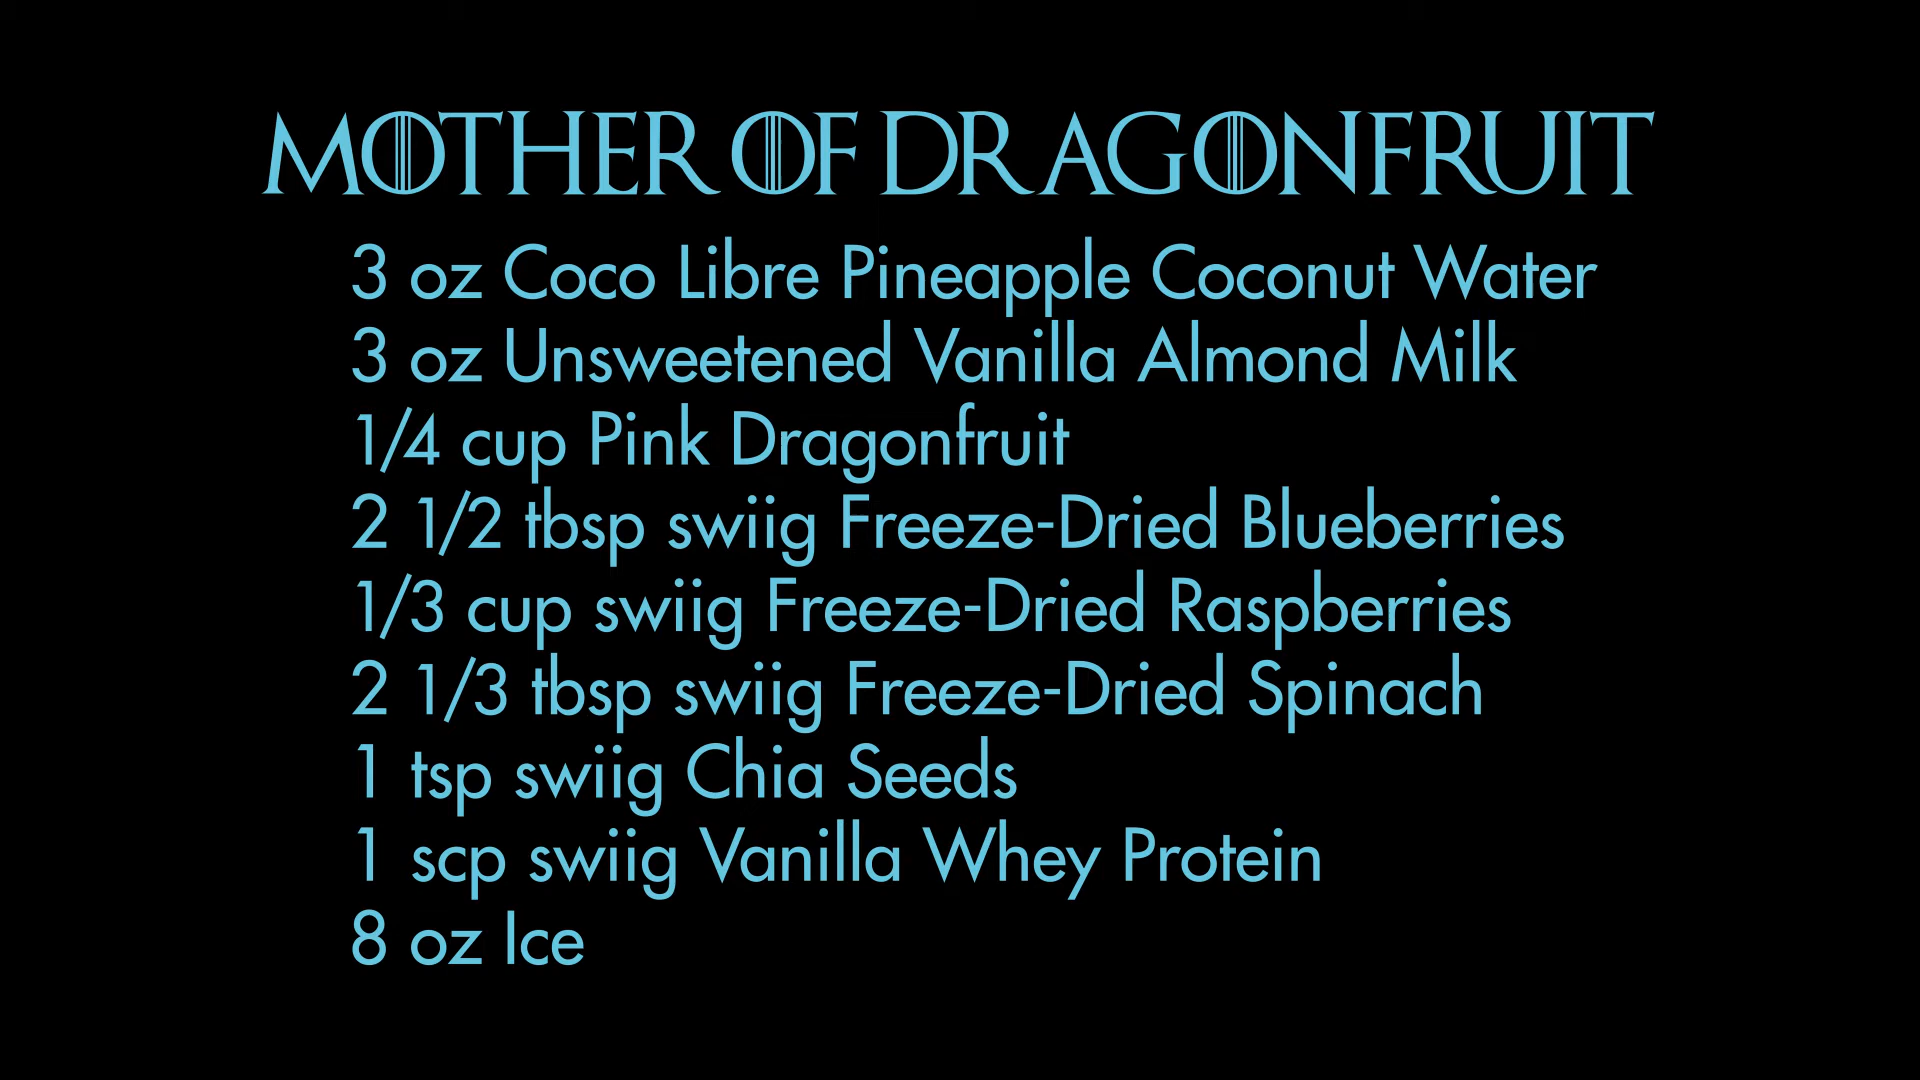 MOTHER OF DRAGONFRUIT
3 oz Coco Libre Pineapple Coconut Water
3 oz Unsweetened Vanilla Almond Milk
1/4 cup Pink Dragonfruit
2 1/2 tbsp swiig Freeze-Dried Blueberries
1/3 cup swiig Freeze-Dried Raspberries
2 1/3 tbsp swiig Freeze-Dried Spinach
1 tsp swiig Chia Seeds
1 scp swiig Vanilla Whey Protein
8 oz Ice